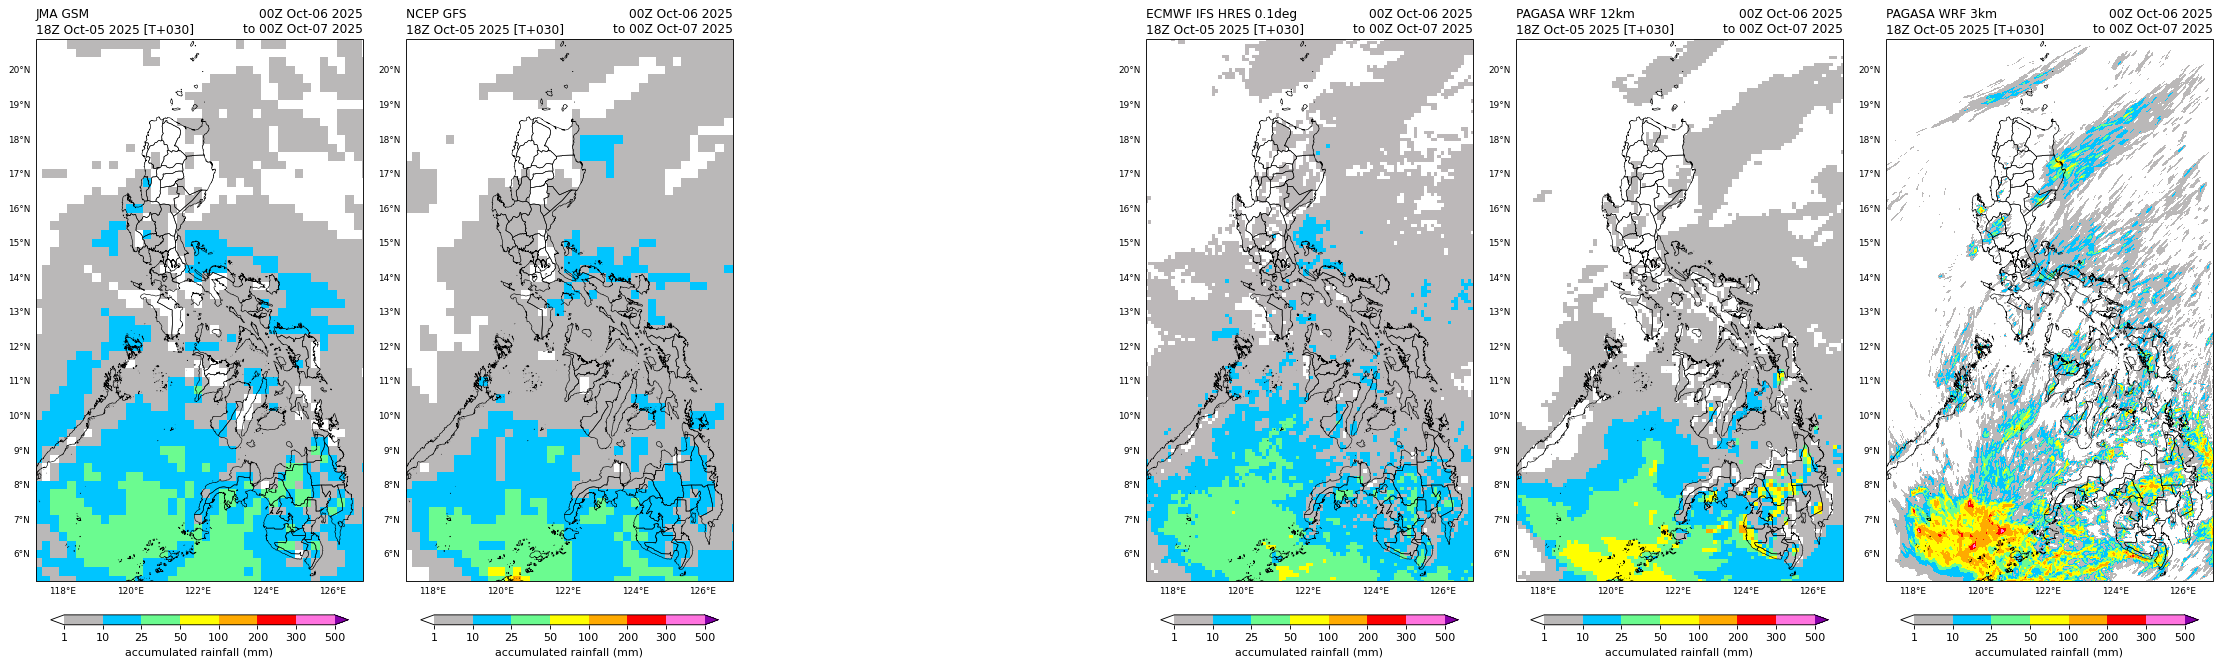 JMA GSM 00Z Oct-06 2025
18Z Oct-05 2025 [T+030] to 00Z Oct-07 2025
20°N
19°N
18°N
17°N
16°N
15°N
14°N
13°N
12°N
11°N
10°N
9°N
8°N
7°N
6°N
118°E 120°E 122°E 124°E 126°E
1 10 25 50 100 200 300 500
accumulated rainfall (mm)
NCEP GFS 00Z Oct-06 2025
18Z Oct-05 2025 [T+030] to 00Z Oct-07 2025
20°N
19°N
18°N
17°N
16°N
15°N
14°N
13°N
12°N
11°N
10°N
9°N
8°N
7°N
6°N
118°E 120°E 122°E 124°E 126°E
1 10 25 50 100 200 300 500
accumulated rainfall (mm)
ECMWF IFS HRES 0.1deg 00Z Oct-06 2025
18Z Oct-05 2025 [T+030] to 00Z Oct-07 2025
20°N
19°N
18°N
17°N
16°N
15°N
14°N
13°N
12°N
11°N
10°N
9°N
8°N
7°N
6°N
118°E 120°E 122°E 124°E 126°E
1 10 25 50 100 200 300 500
accumulated rainfall (mm)
PAGASA WRF 12km 00Z Oct-06 2025
18Z Oct-05 2025 [T+030] to 00Z Oct-07 2025
20°N
19°N
18°N
17°N
16°N
15°N
14°N
13°N
12°N
11°N
10°N
9°N
8°N
7°N
6°N
118°E 120°E 122°E 124°E 126°E
1 10 25 50 100 200 300 500
accumulated rainfall (mm)
PAGASA WRF 3km 00Z Oct-06 2025
18Z Oct-05 2025 [T+030] to 00Z Oct-07 2025
20°N
19°N
18°N
17°N
16°N
15°N
14°N
13°N
12°N
11°N
10°N
9°N
8°N
7°N
6°N
118°E 120°E 122°E 124°E 126°E
1 10 25 50 100 200 300 500
accumulated rainfall (mm)